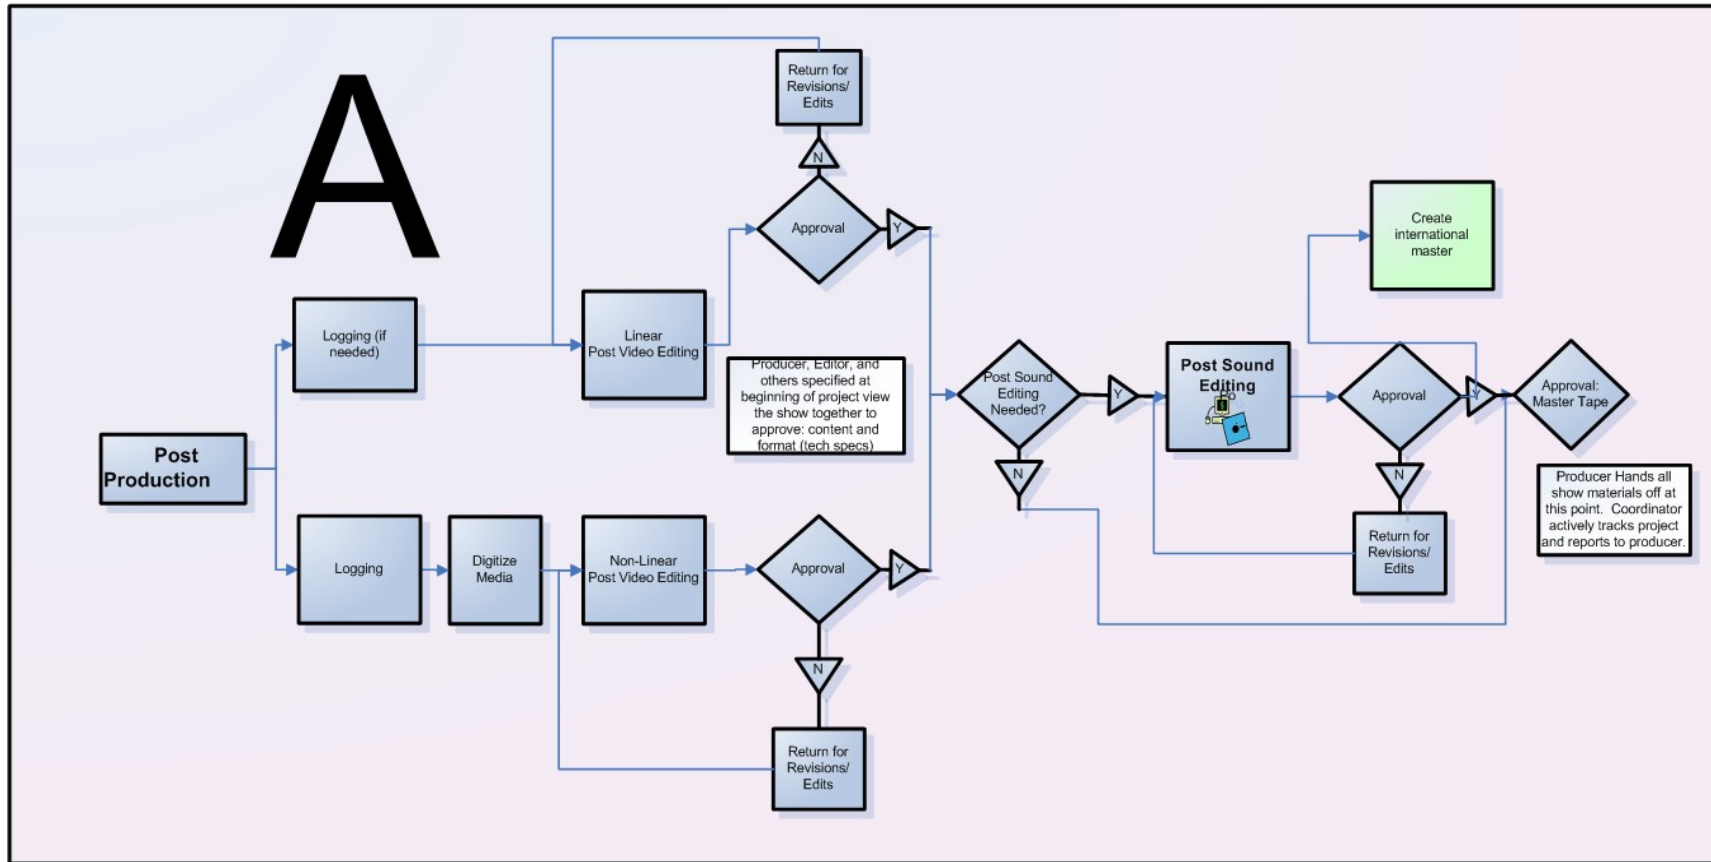 A
Return for
Revisions/
Edits
N
Approval
Y
Create
international
master
Logging (if
needed)
Linear
Post Video Editing
Producer, Editor, and
others specified at
beginning of project view
the show together to
approve: content and
format (tech specs)
Post Sound
Editing
Needed?
Y
N
Post Sound
Editing
Approval
Y
N
Return for
Revisions/
Edits
Approval:
Master Tape
Producer Hands all
show materials off at
this point. Coordinator
actively tracks project
and reports to producer.
Post
Production
Logging
Digitize
Media
Non-Linear
Post Video Editing
Approval
Y
N
Return for
Revisions/
Edits